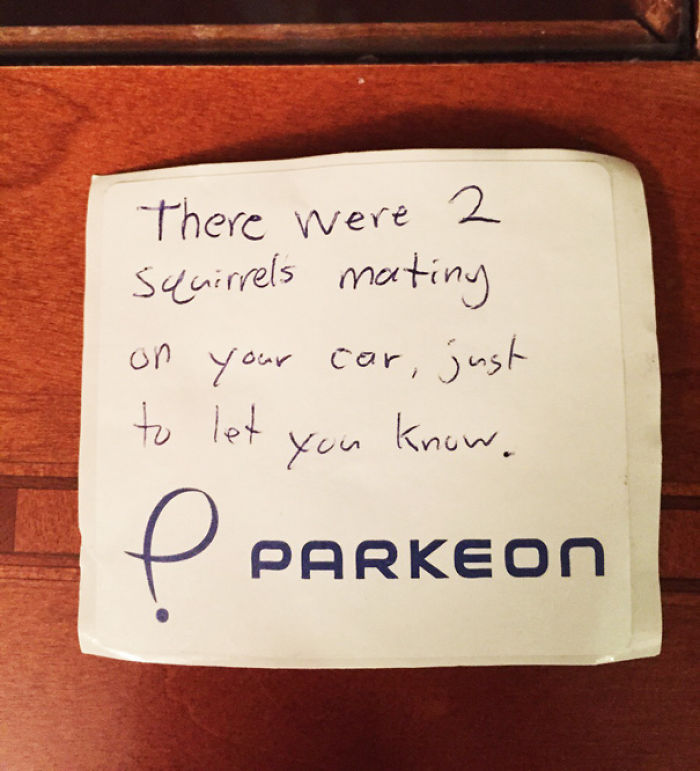 There were 2
squirrels mating
on your car, just
to let you know.
PARKEON